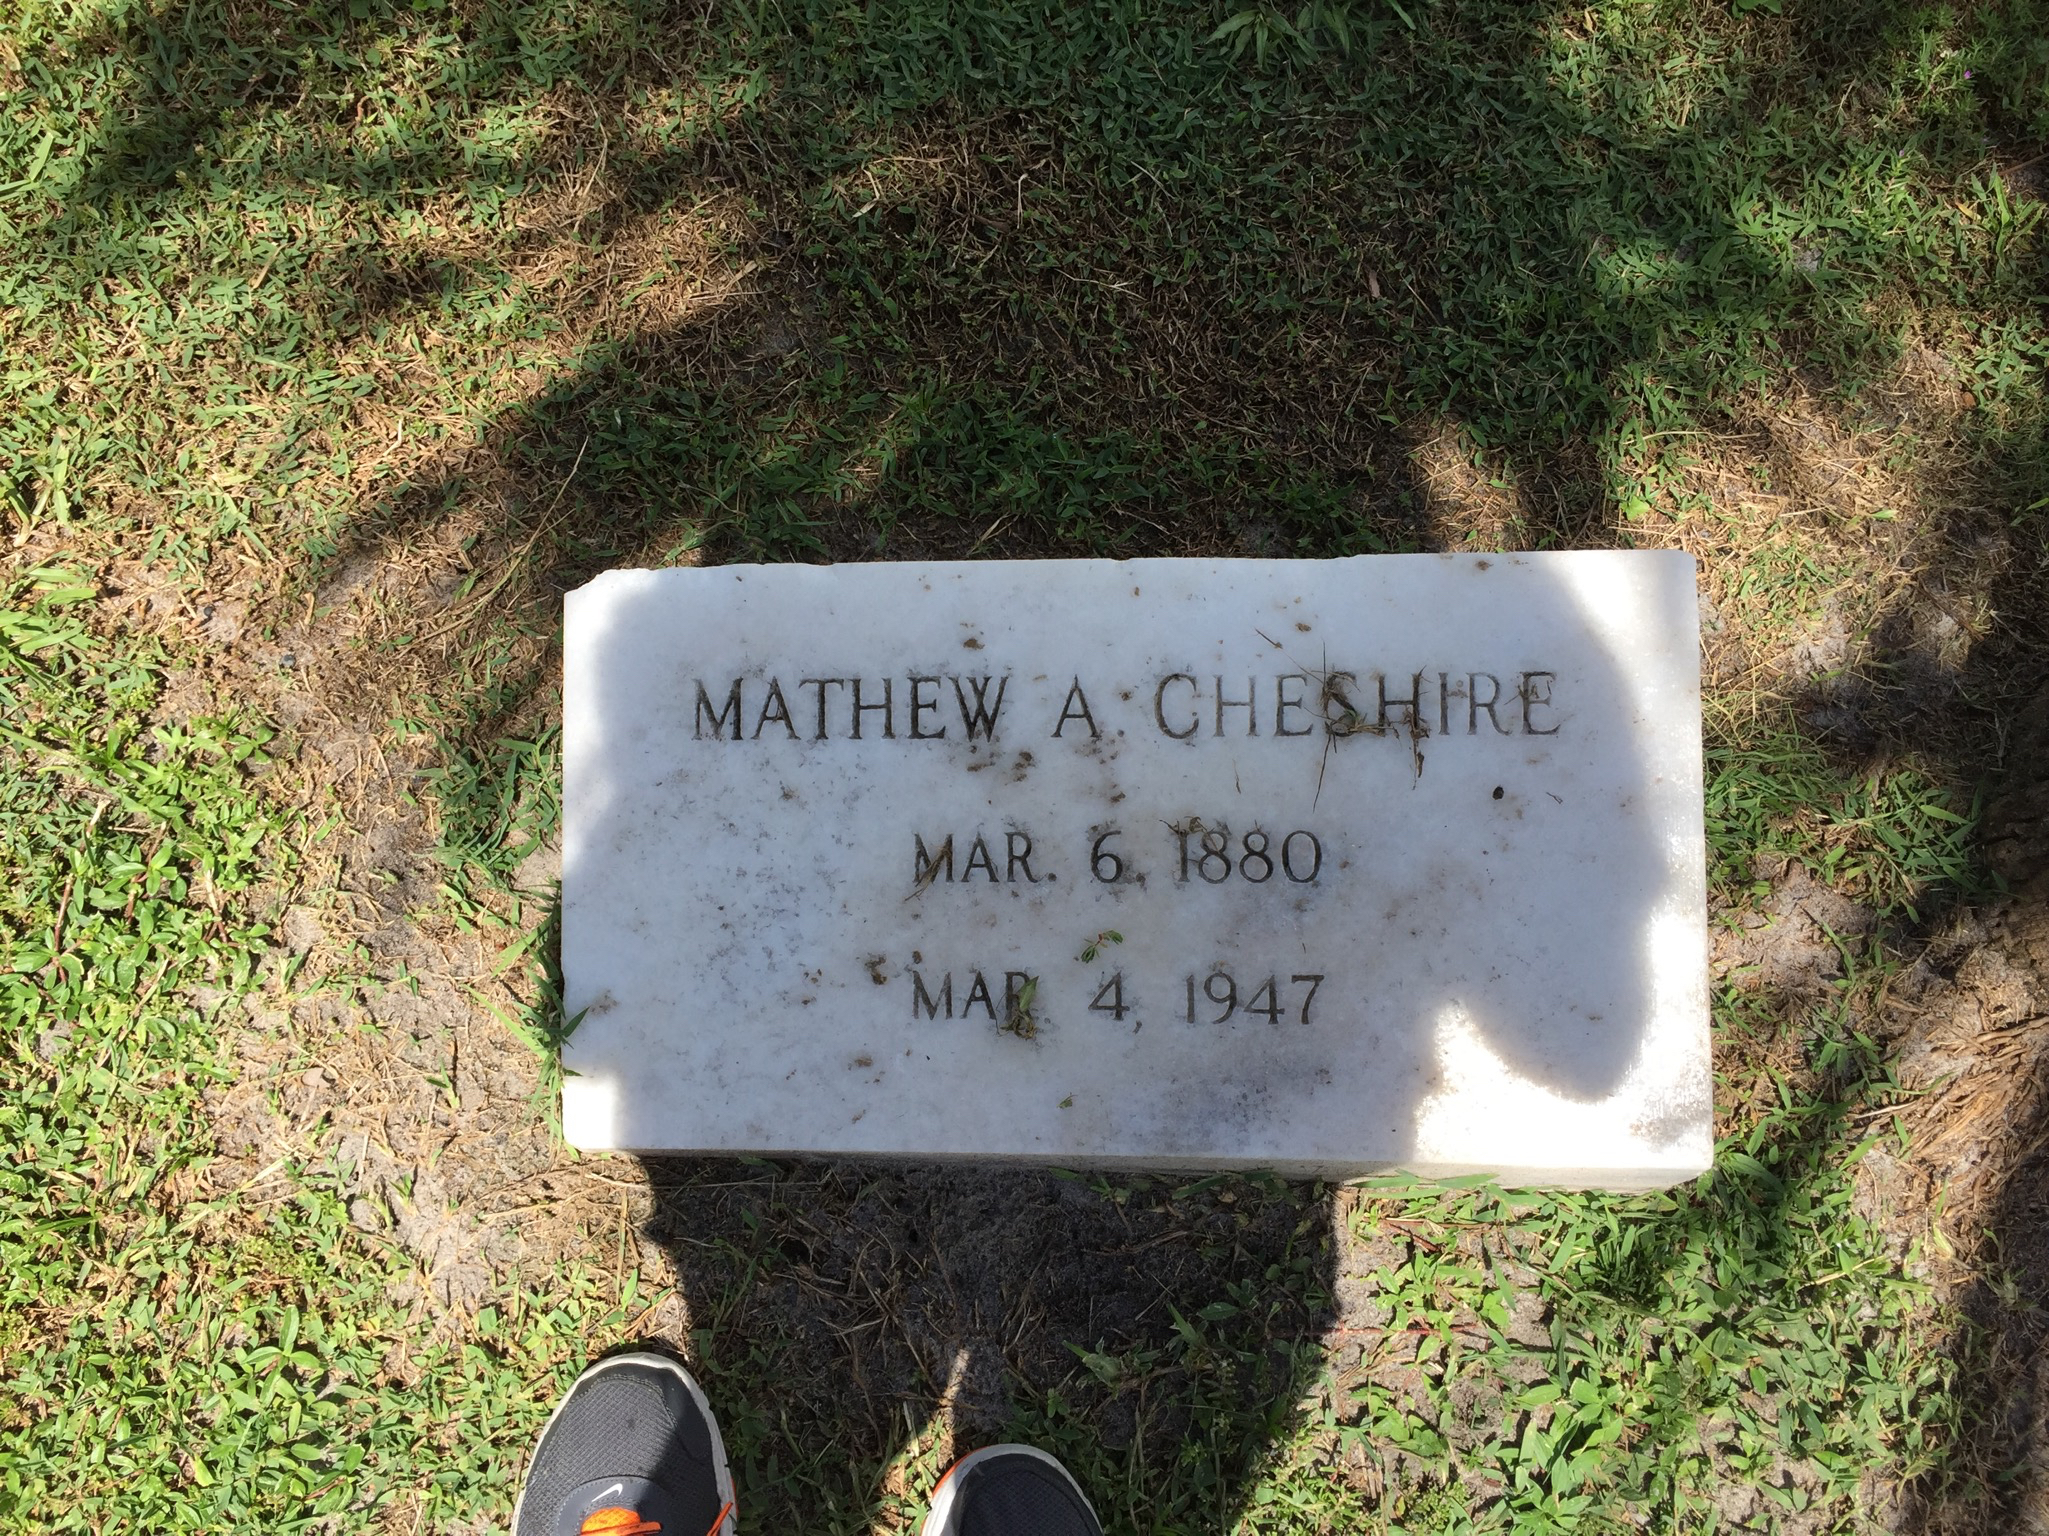 MATHEW A. CHESHIRE
MAR. 6, 1880
MAR. 4, 1947